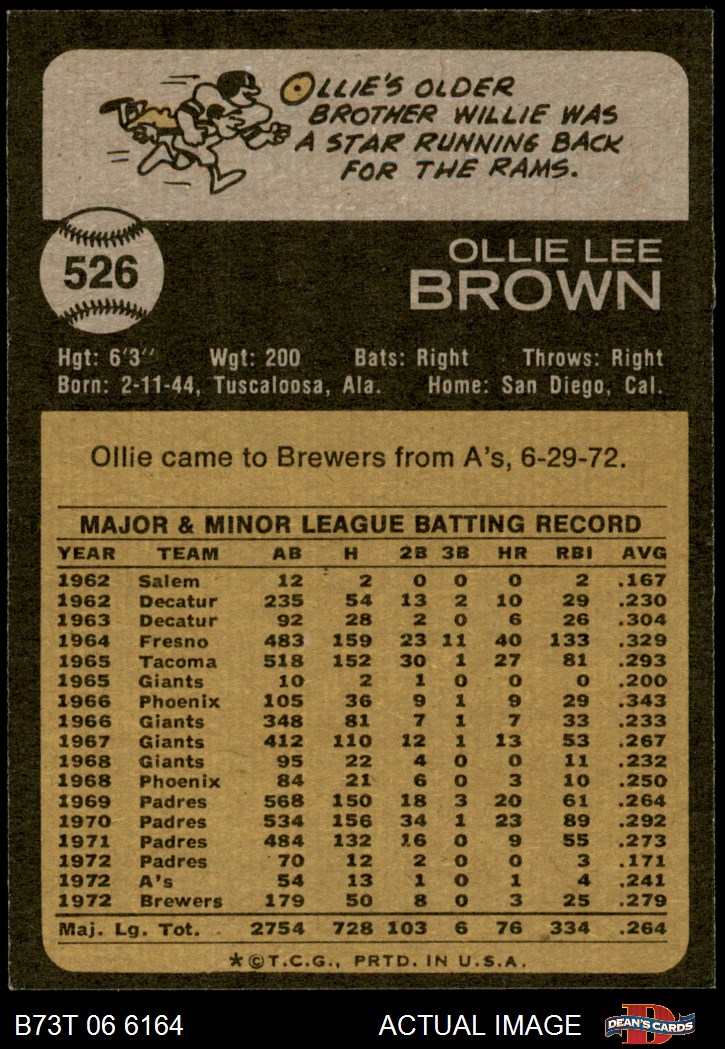 OLLIE'S OLDER
BROTHER WILLIE WAS
A STAR RUNNING BACK
FOR THE RAMS.
526
OLLIE LEE
BROWN
Hgt: 6'3" Wgt: 200 Bats: Right Throws: Right
Born: 2-11-44, Tuscaloosa, Ala. Home: San Diego, Cal.
Ollie came to Brewers from A's, 6-29-72.
MAJOR & MINOR LEAGUE BATTING RECORD
YEAR TEAM AB H 2B 3B HR RBI AVG
1962 Salem 12 2 0 0 0 2 .167
1962 Decatur 235 54 13 2 10 29 .230
1963 Decatur 92 28 2 0 6 26 .304
1964 Fresno 483 159 23 11 40 133 .329
1965 Tacoma 518 152 30 1 27 81 .293
1965 Giants 10 2 1 0 0 0 .200
1966 Phoenix 105 36 9 1 9 29 .343
1966 Giants 348 81 7 1 7 33 .233
1967 Giants 412 110 12 1 13 53 .267
1968 Giants 95 22 4 0 0 11 .232
1968 Phoenix 84 21 6 0 3 10 .250
1969 Padres 568 150 18 3 20 61 .264
1970 Padres 534 156 34 1 23 89 .292
1971 Padres 484 132 16 0 9 55 .273
1972 Padres 70 12 2 0 0 3 .171
1972 A's 54 13 1 0 1 4 .241
1972 Brewers 179 50 8 0 3 25 .279
Maj. Lg. Tot. 2754 728 103 6 76 334 .264
*©T.C.G., PRTD. IN U.S.A.
B73T 06 6164 ACTUAL IMAGE
D
DEAN'S CARDS